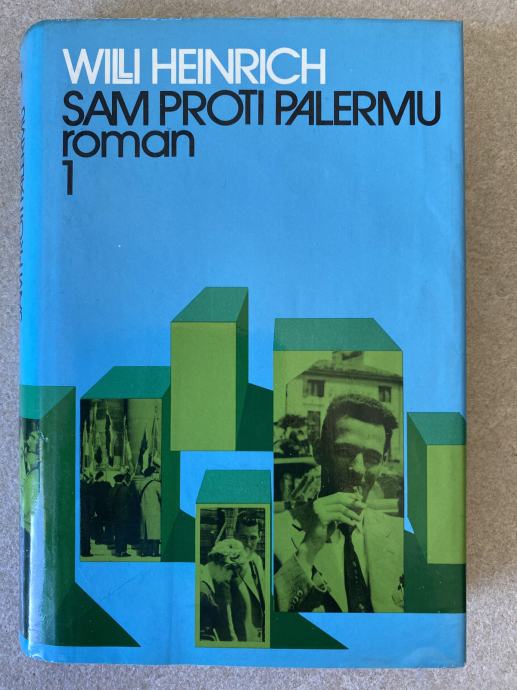 WILLI HEINRICH
SAM PROTI PALERMU
roman
1